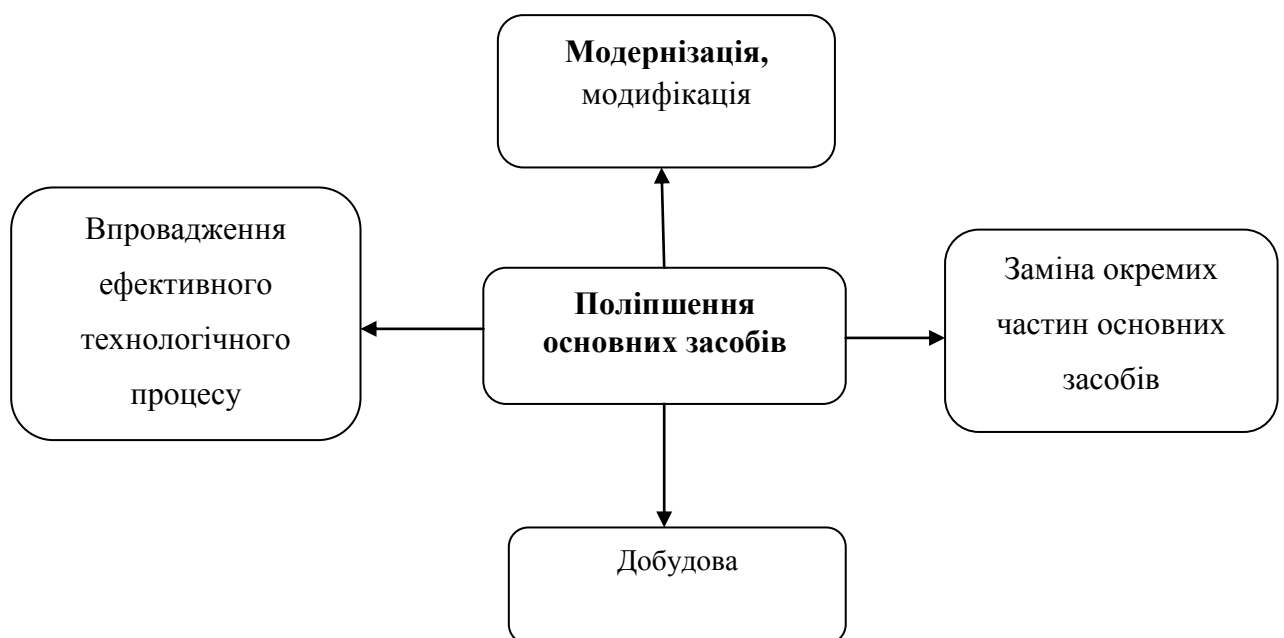 Модернізація,
модифікація
Впровадження
ефективного
технологічного
процесу
Поліпшення
основних засобів
Заміна окремих
частин основних
засобів
Добудова